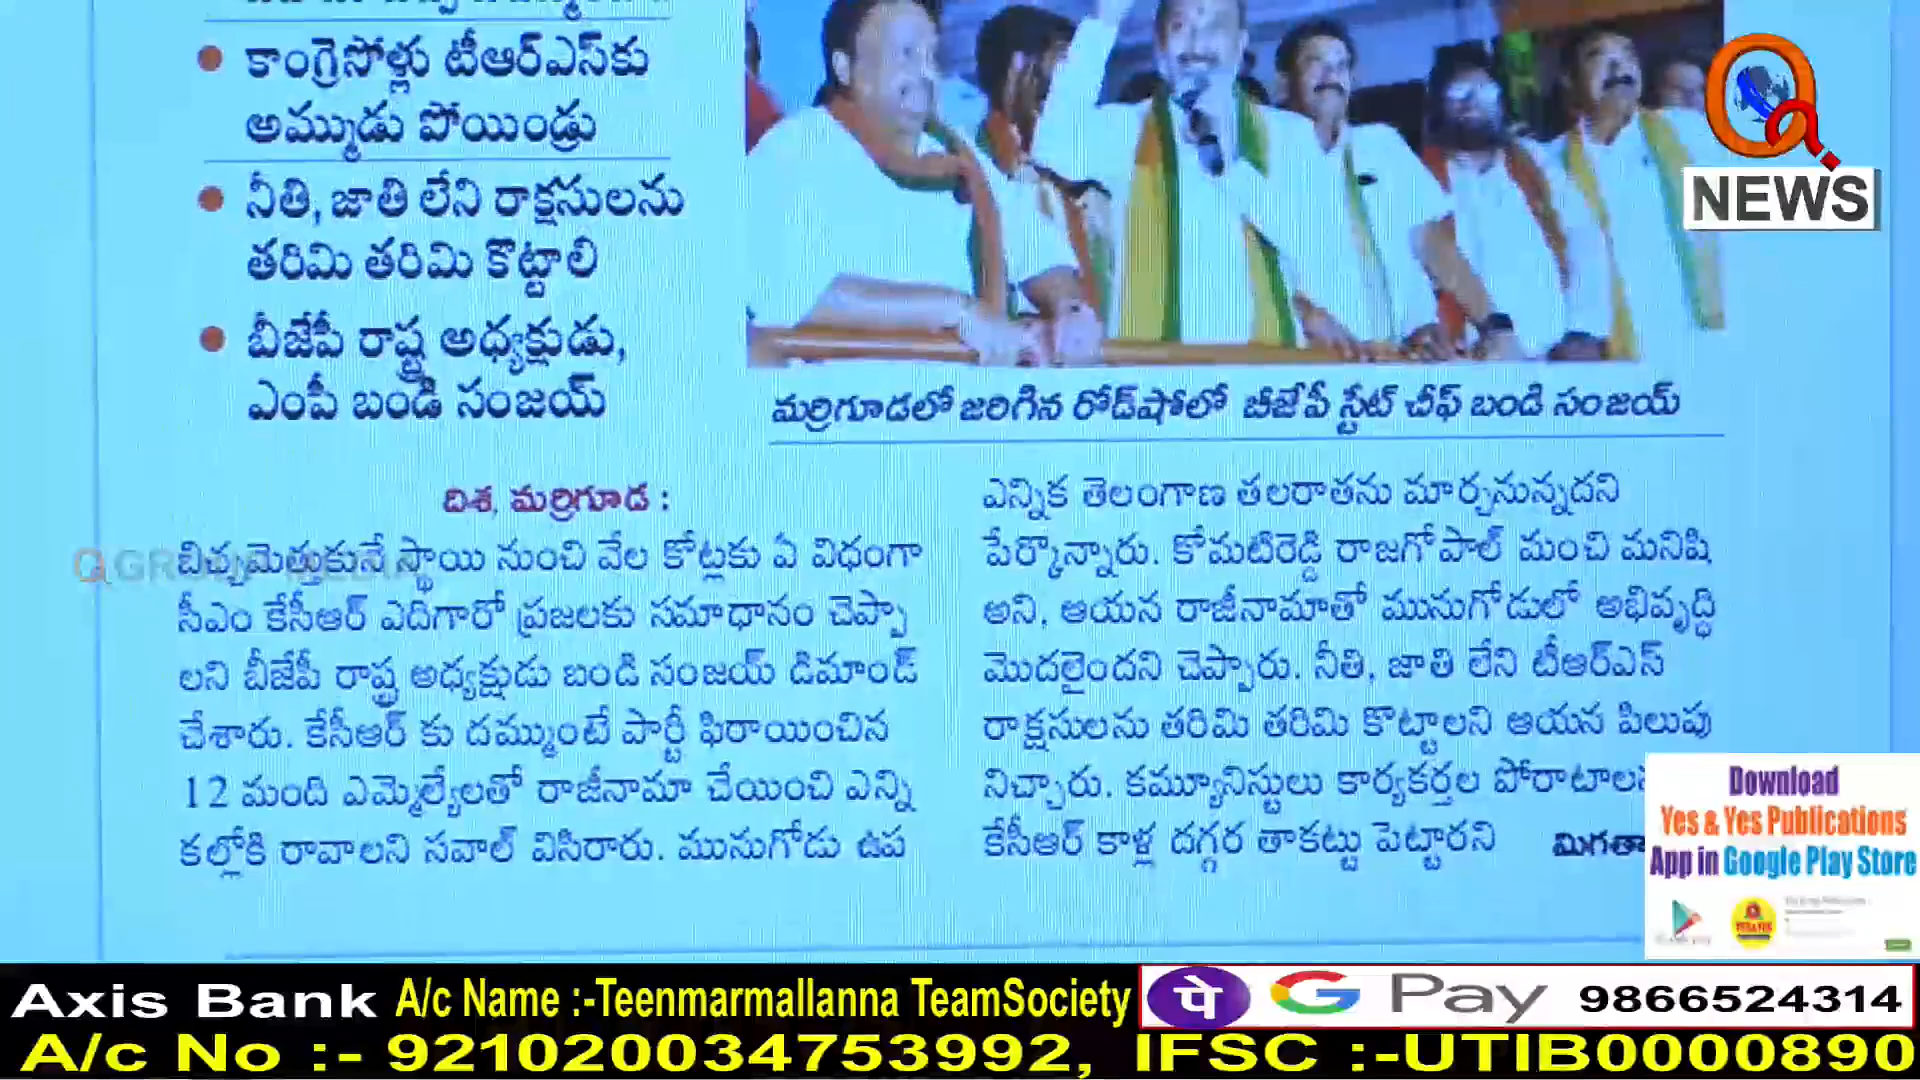 కాంగ్రెసోళ్లు టీఆర్ఎస్‌కు
అమ్ముడు పోయిండ్రు
నీతి, జాతి లేని రాక్షసులను
తరిమి తరిమి కొట్టాలి
బీజేపీ రాష్ట్ర అధ్యక్షుడు,
ఎంపీ బండి సంజయ్
NEWS
మర్రిగూడలో జరిగిన రోడ్‌షోలో బీజేపీ స్టేట్ చీఫ్ బండి సంజయ్
దిశ, మర్రిగూడ :
బిచ్చమెత్తుకునే స్థాయి నుంచి వేల కోట్లకు ఏ విధంగా
సీఎం కేసీఆర్ ఎదిగారో ప్రజలకు సమాధానం చెప్పా
లని బీజేపీ రాష్ట్ర అధ్యక్షుడు బండి సంజయ్ డిమాండ్
చేశారు. కేసీఆర్ కు దమ్ముంటే పార్టీ ఫిరాయించిన
12 మంది ఎమ్మెల్యేలతో రాజీనామా చేయించి ఎన్ని
కల్లోకి రావాలని సవాల్ విసిరారు. మునుగోడు ఉప
ఎన్నిక తెలంగాణ తలరాతను మార్చనున్నదని
పేర్కొన్నారు. కోమటిరెడ్డి రాజగోపాల్ మంచి మనిషి
అని, ఆయన రాజీనామాతో మునుగోడులో అభివృద్ధి
మొదలైందని చెప్పారు. నీతి, జాతి లేని టీఆర్ఎస్
రాక్షసులను తరిమి తరిమి కొట్టాలని ఆయన పిలుపు
నిచ్చారు. కమ్యూనిస్టులు కార్యకర్తల
కేసీఆర్ కాళ్ల దగ్గర తాకట్టు పెట్టారని
Download
Yes & Yes Publications
App in Google Play Store
Axis Bank A/c Name :-Teenmarmallanna TeamSociety
पे G Pay 9866524314
A/c No :- 921020034753992, IFSC :-UTIB0000890